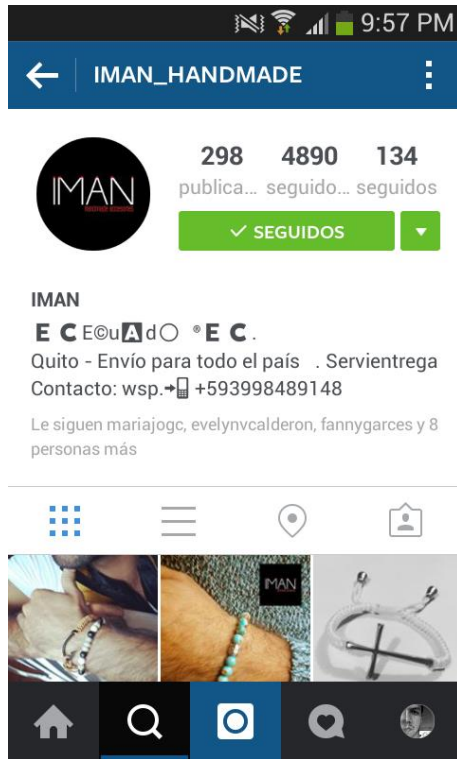 9:57 PM
IMAN_HANDMADE
298 4890 134
publica... seguido... seguidos
✓ SEGUIDOS
IMAN
IMAN
E C E©u🅰d◯ ®E C.
Quito - Envío para todo el país . Servientrega
Contacto: wsp.➜📱 +593998489148
Le siguen mariajogc, evelynvcalderon, fannygarces y 8
personas más
IMAN